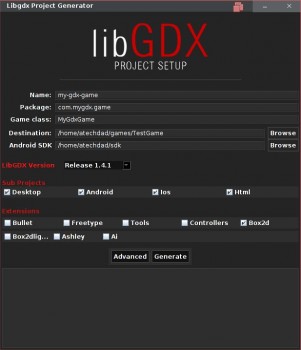 Libgdx Project Generator
libGDX
PROJECT SETUP
Name: my-gdx-game
Package: com.mygdx.game
Game class: MyGdxGame
Destination: /home/atechdad/games/TestGame Browse
Android SDK /home/atechdad/sdk Browse
LibGDX Version Release 1.4.1
Sub Projects
Desktop Android Ios Html
Extensions
Bullet Freetype Tools Controllers Box2d
Box2dlig... Ashley Ai
Advanced Generate